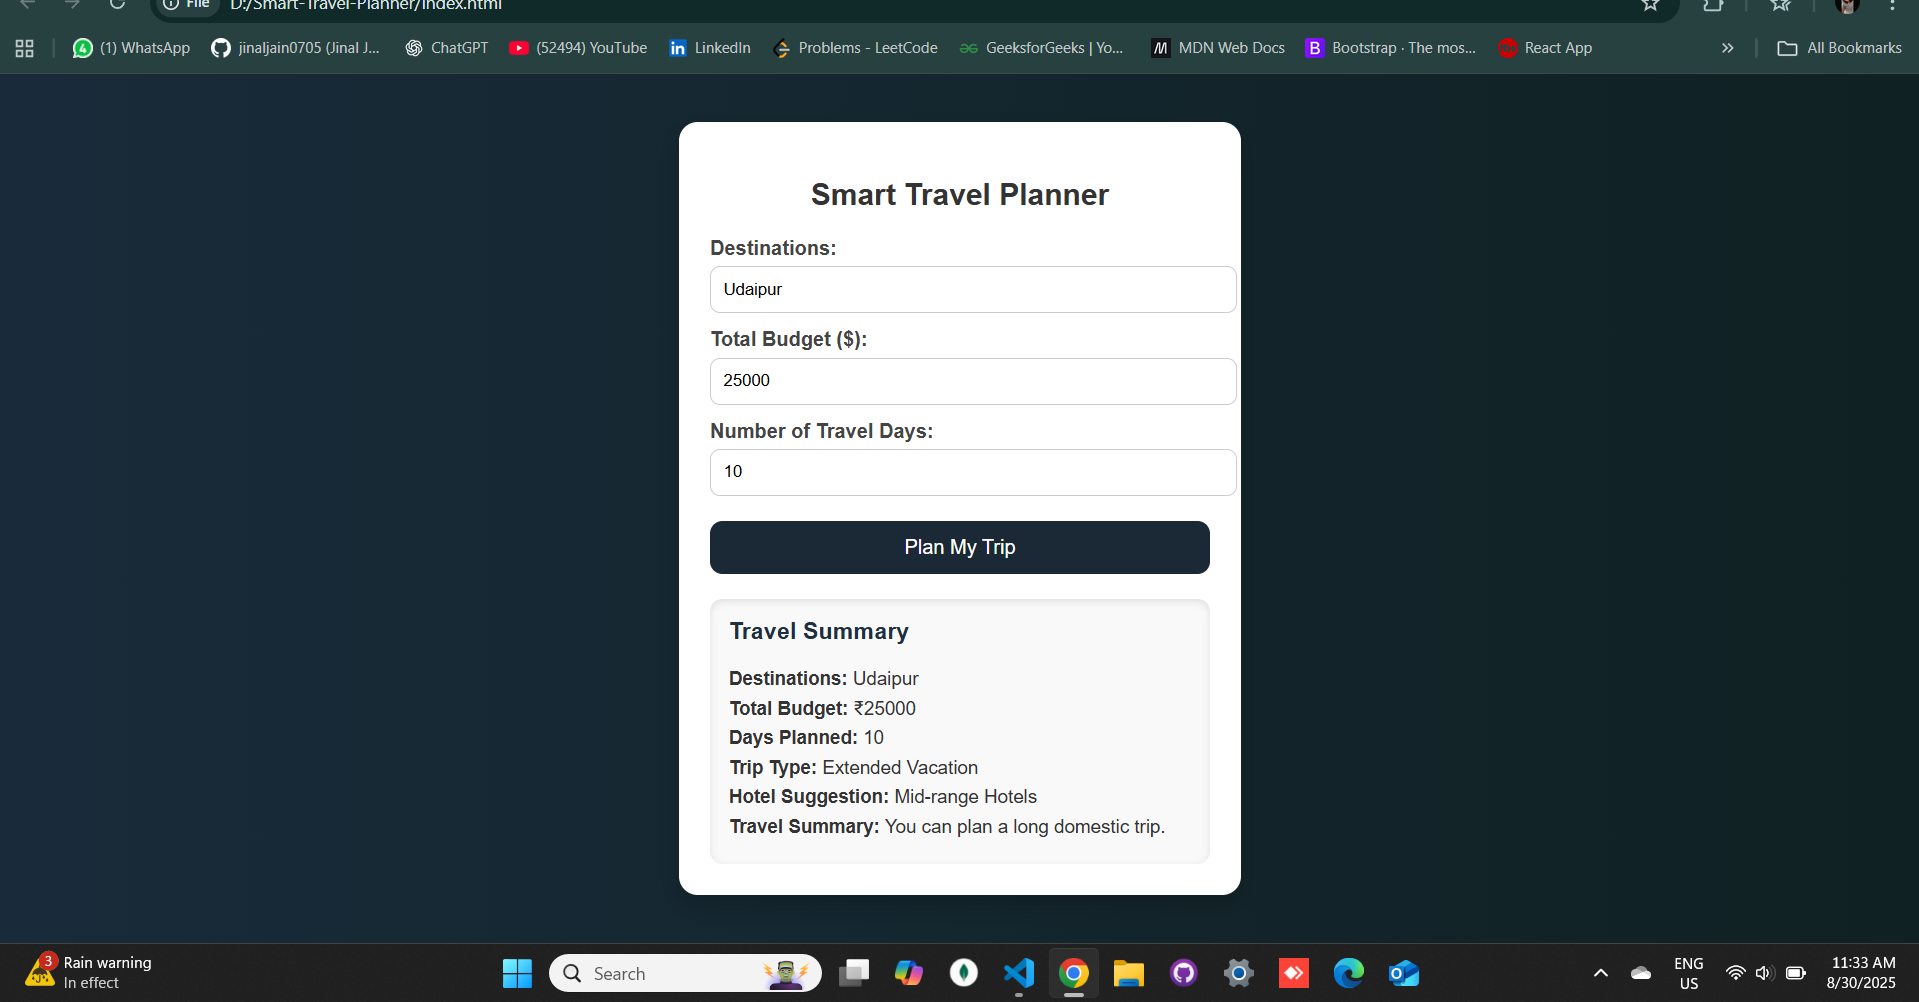 File D:/Smart-Travel-Planner/index.html
(1) WhatsApp jinaljain0705 (Jinal J... ChatGPT (52494) YouTube LinkedIn Problems - LeetCode GeeksforGeeks | Yo... MDN Web Docs Bootstrap · The mos... React App » All Bookmarks
Smart Travel Planner
Destinations:
Udaipur
Total Budget ($):
25000
Number of Travel Days:
10
Plan My Trip
Travel Summary
Destinations: Udaipur
Total Budget: ₹25000
Days Planned: 10
Trip Type: Extended Vacation
Hotel Suggestion: Mid-range Hotels
Travel Summary: You can plan a long domestic trip.
3 Rain warning
In effect
Search
ENG
US
11:33 AM
8/30/2025